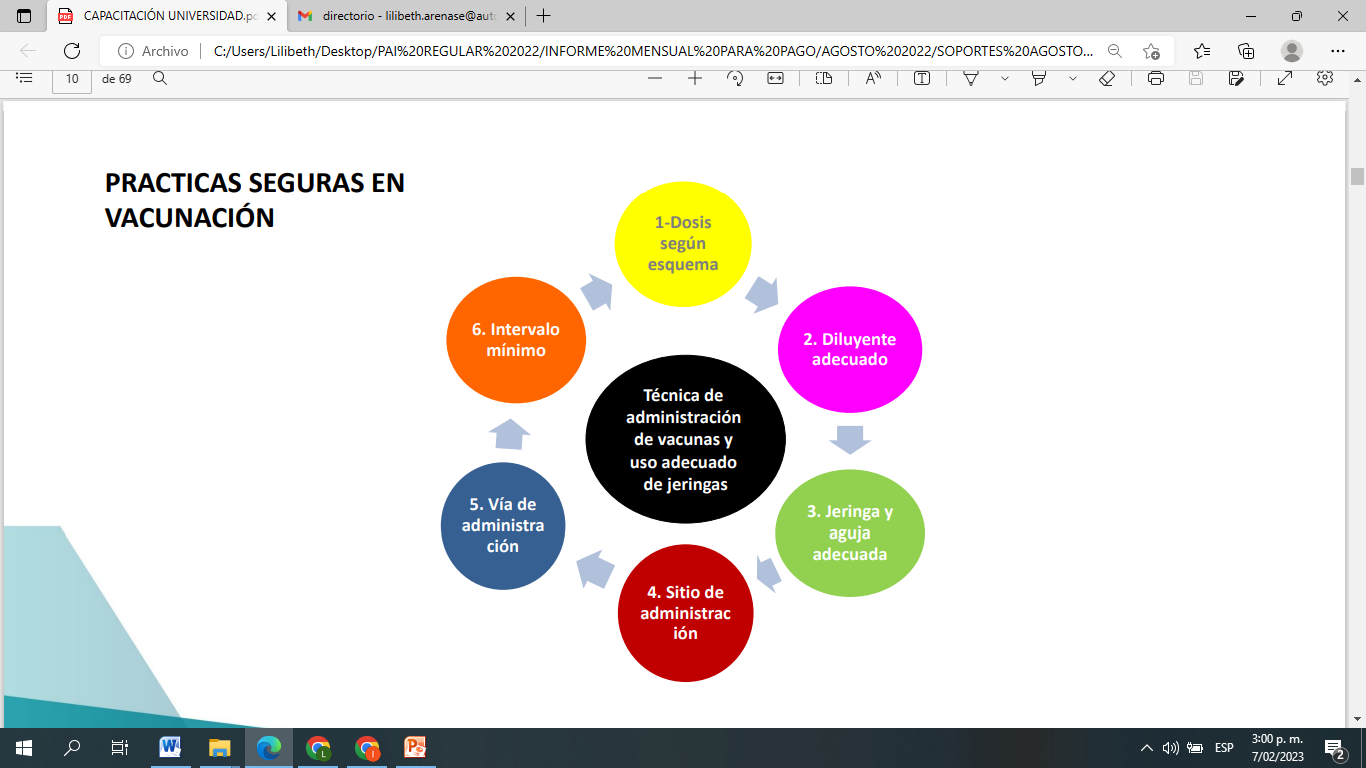 CAPACITACIÓN UNIVERSIDAD.pd
directorio - lilibeth.arenase@auto
Archivo
C:/Users/Lilibeth/Desktop/PAI%20REGULAR%202022/INFORME%20MENSUAL%20PARA%20PAGO/AGOSTO%202022/SOPORTES%20AGOSTO...
10 de 69
PRACTICAS SEGURAS EN
VACUNACIÓN
1-Dosis
según
esquema
2. Diluyente
adecuado
3. Jeringa y
aguja
adecuada
4. Sitio de
administrac
ión
5. Vía de
administra
ción
6. Intervalo
mínimo
Técnica de
administración
de vacunas y
uso adecuado
de jeringas
ESP
3:00 p. m.
7/02/2023
2